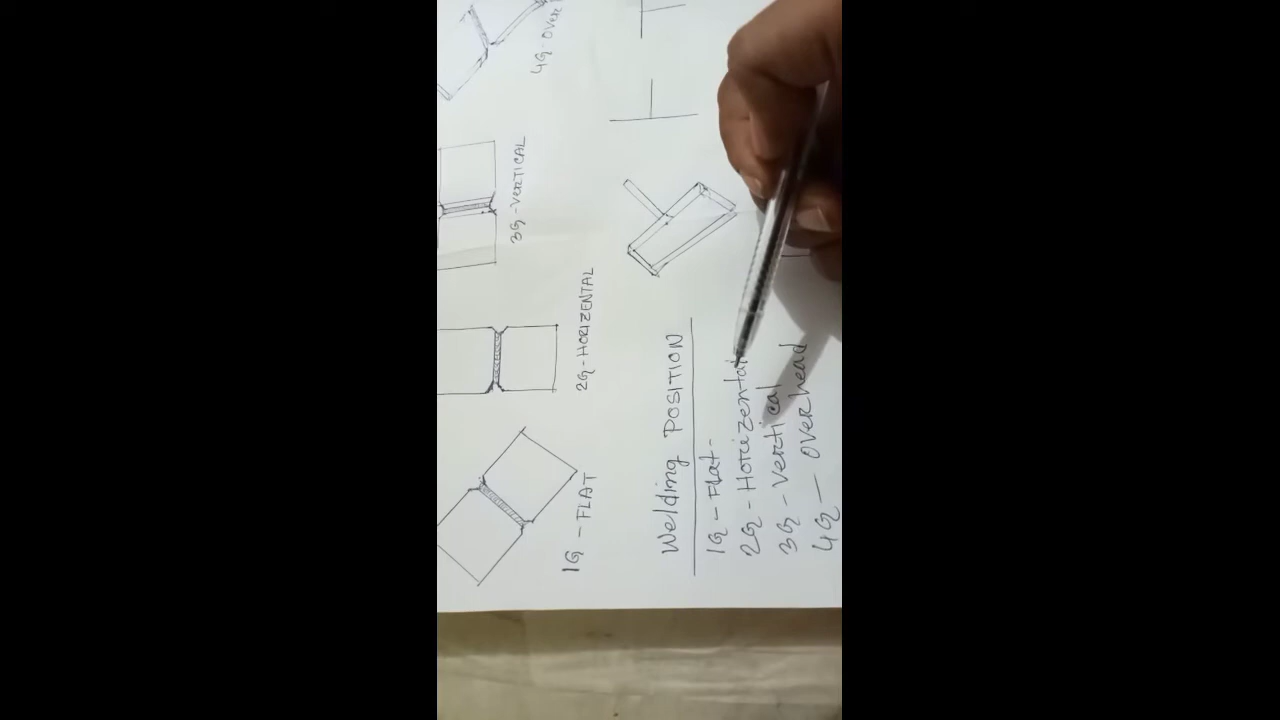 1G - FLAT
2G - HORIZENTAL
3G - VERTICAL
4G - OVER
Welding POSITION
1G - Flat -
2G - Horizental
3G - Vertical
4G - Overhead